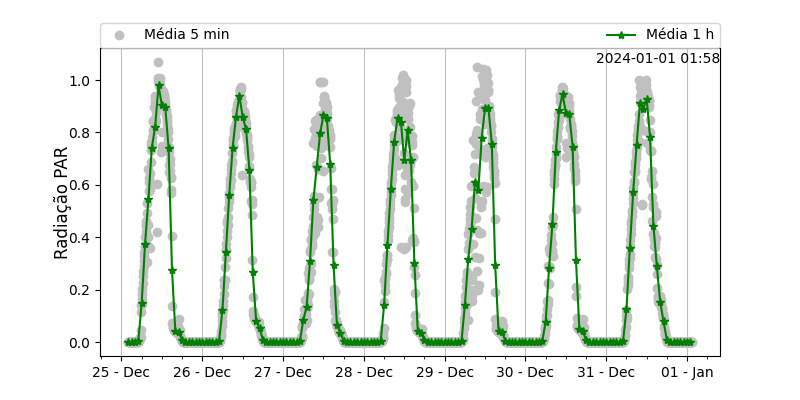 Média 5 min
Média 1 h
2024-01-01 01:58
Radiação PAR
1.0
0.8
0.6
0.4
0.2
0.0
25 - Dec
26 - Dec
27 - Dec
28 - Dec
29 - Dec
30 - Dec
31 - Dec
01 - Jan